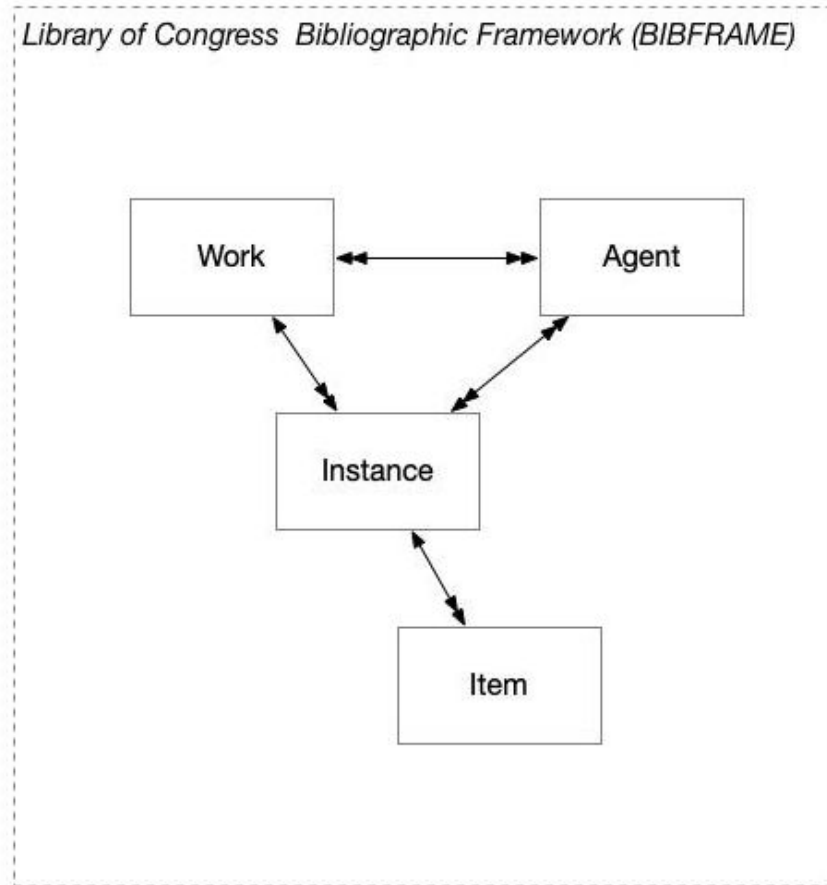 Library of Congress  Bibliographic Framework (BIBFRAME)
Work
Agent
Instance
Item